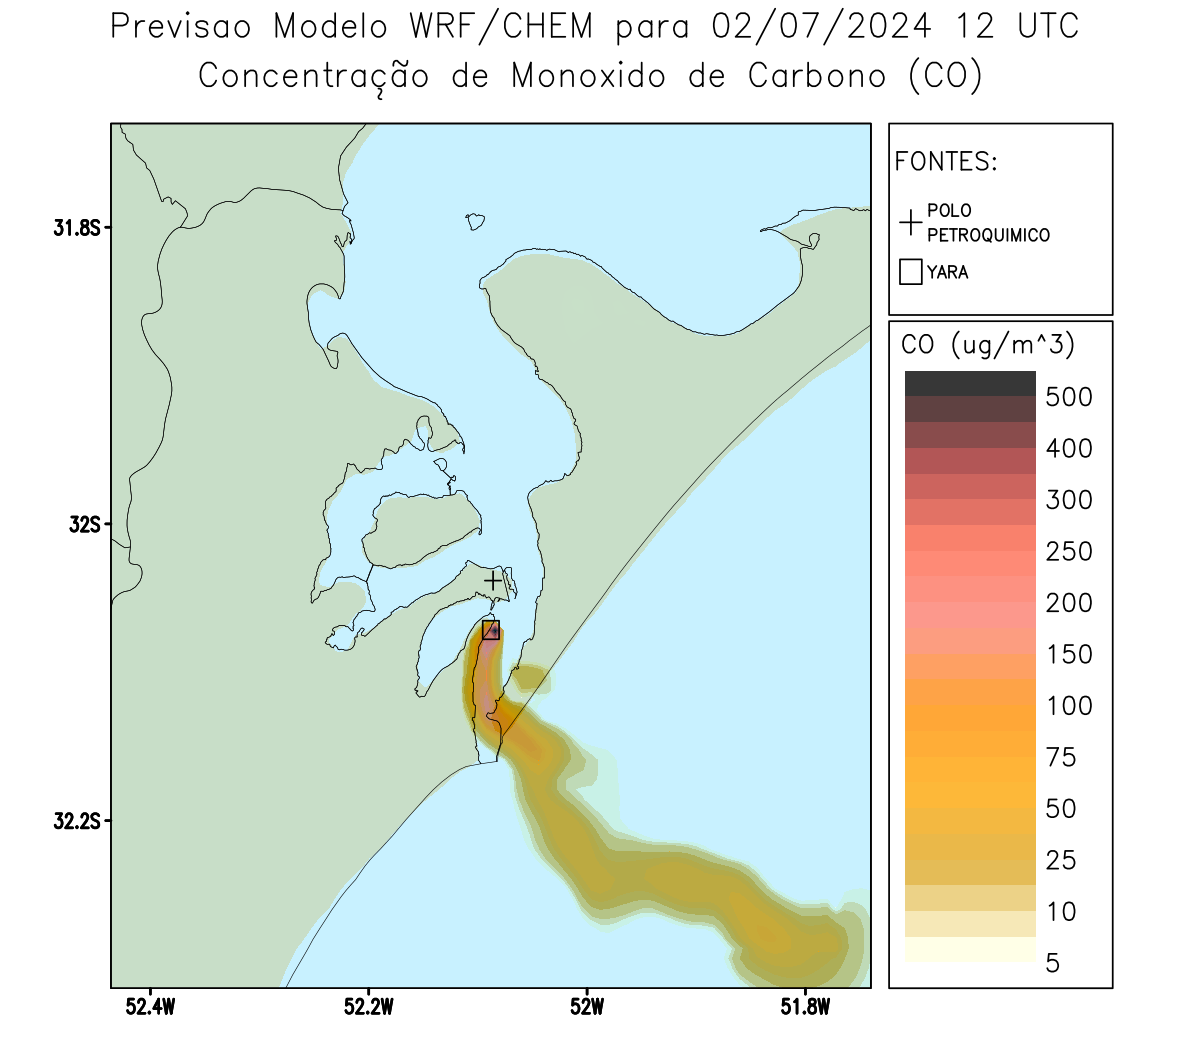 Previsao Modelo WRF/CHEM para 02/07/2024 12 UTC
Concentração de Monoxido de Carbono (CO)
FONTES:
POLO
PETROQUIMICO
YARA
CO (ug/m^3)
500
400
300
250
200
150
100
75
50
25
10
5
31.8S
32S
32.2S
52.4W
52.2W
52W
51.8W